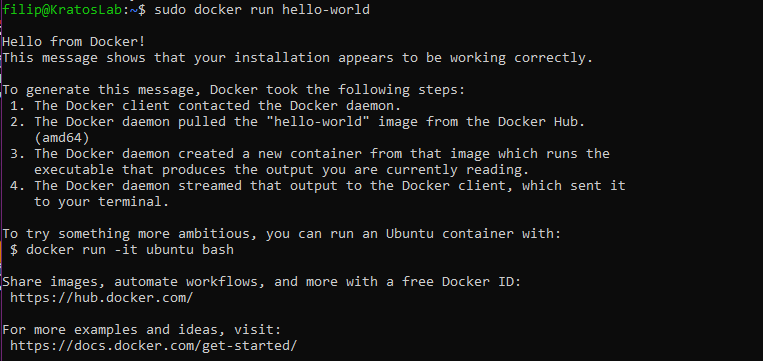 filip@KratosLab:~$ sudo docker run hello-world
Hello from Docker!
This message shows that your installation appears to be working correctly.
To generate this message, Docker took the following steps:
1. The Docker client contacted the Docker daemon.
2. The Docker daemon pulled the "hello-world" image from the Docker Hub.
(amd64)
3. The Docker daemon created a new container from that image which runs the
executable that produces the output you are currently reading.
4. The Docker daemon streamed that output to the Docker client, which sent it
to your terminal.
To try something more ambitious, you can run an Ubuntu container with:
$ docker run -it ubuntu bash
Share images, automate workflows, and more with a free Docker ID:
https://hub.docker.com/
For more examples and ideas, visit:
https://docs.docker.com/get-started/